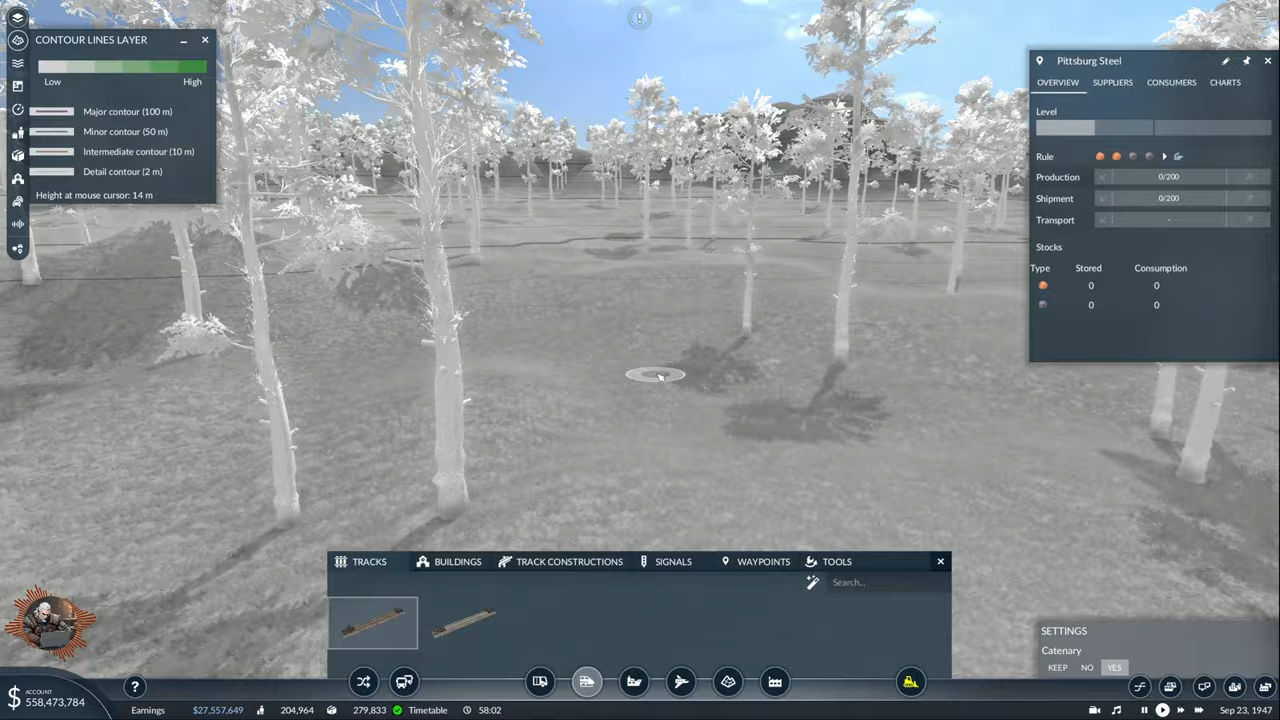 CONTOUR LINES LAYER
Low High
Major contour (100 m)
Minor contour (50 m)
Intermediate contour (10 m)
Detail contour (2 m)
Height at mouse cursor: 14 m
Pittsburg Steel
OVERVIEW SUPPLIERS CONSUMERS CHARTS
Level
Rule
Production 0/200
Shipment 0/200
Transport -
Stocks
Type Stored Consumption
0 0
0 0
TRACKS BUILDINGS TRACK CONSTRUCTIONS SIGNALS WAYPOINTS TOOLS
Search...
SETTINGS
Catenary
KEEP NO YES
$ ACCOUNT
558,473,784
?
Earnings $27,557,649 204,964 279,833 Timetable 58:02 Sep 23, 1947